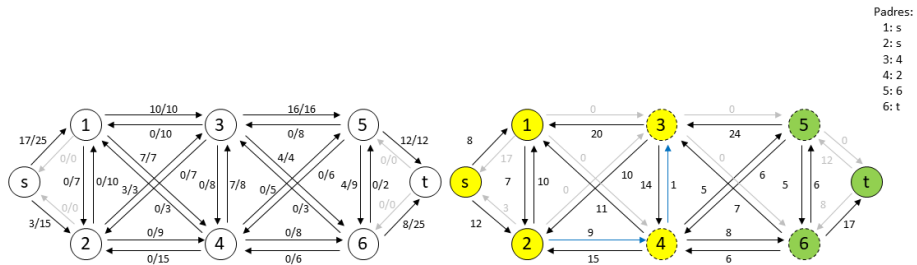 Padres:
1: s
2: s
3: 4
4: 2
5: 6
6: t
10/10 16/16 0 0
1 3 5 1 3 5
17/25 0/10 0/8 12/12 8 20 24 0
0/0 7/7 4/4 0/0 17 0 0 12
s 0/7 0/10 0/7 0/8 7/8 0/6 4/9 0/2 t s 7 10 10 14 1 6 5 6 t
3/3 0/5 0 5
0/0 0/3 0/3 0/0 3 11 7 8
3/15 0/9 0/8 8/25 12 9 8 17
2 4 6 2 4 6
0/15 0/6 15 6